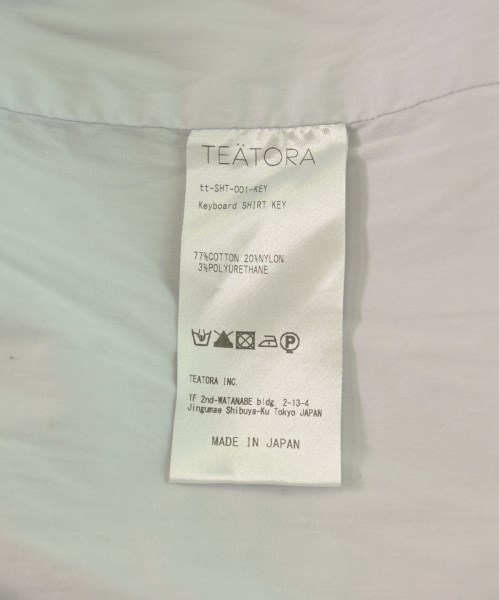 TEÄTORA
tt-SHT-001-KEY
Keyboard SHIRT KEY
77%COTTON 20%NYLON
3%POLYURETHANE
P
TEATORA INC.
1F 2nd-WATANABE bldg. 2-13-4
Jingumae Shibuya-Ku Tokyo JAPAN
MADE IN JAPAN